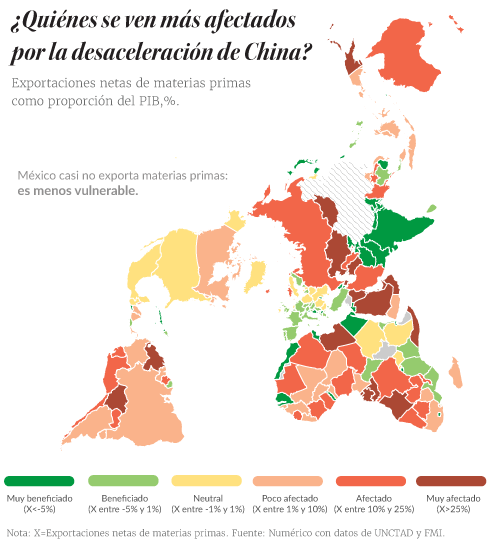 ¿Quiénes se ven más afectados
por la desaceleración de China?
Exportaciones netas de materias primas
como proporción del PIB,%.
México casi no exporta materias primas:
es menos vulnerable.
Muy beneficiado
(X<-5%)
Beneficiado
(X entre -5% y 1%)
Neutral
(X entre -1% y 1%)
Poco afectado
(X entre 1% y 10%)
Afectado
(X entre 10% y 25%)
Muy afectado
(X>25%)
Nota: X=Exportaciones netas de materias primas. Fuente: Numérico con datos de UNCTAD y FMI.